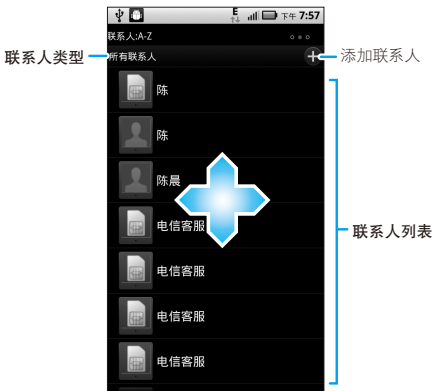 E
下午 7:57
联系人:A-Z
所有联系人
联系人类型
添加联系人
陈
陈
陈晨
电信客服
电信客服
电信客服
电信客服
联系人列表